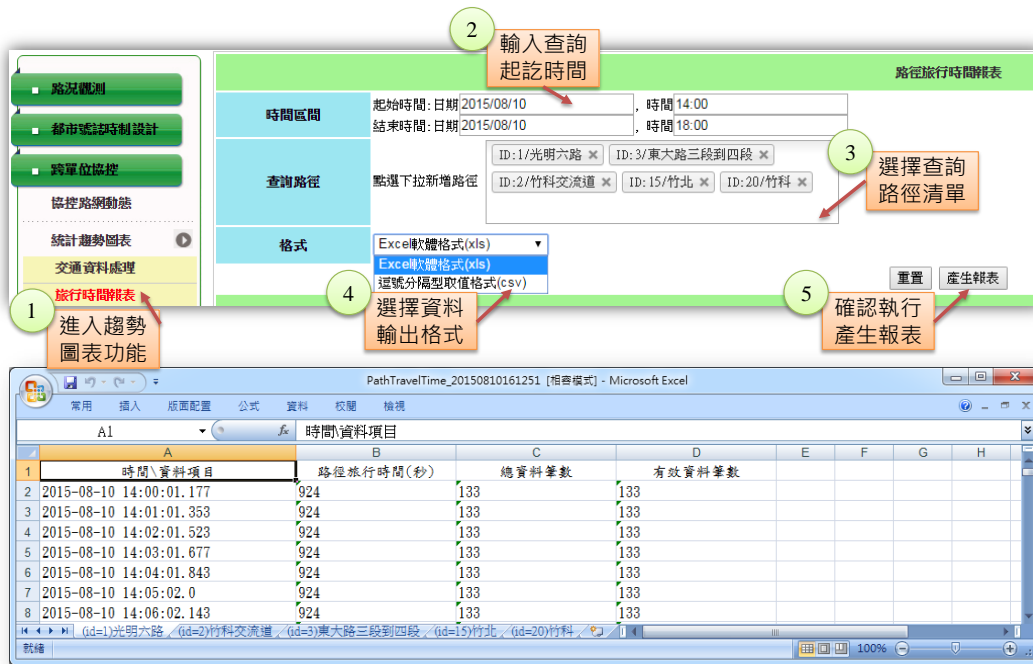 2
輸入查詢
起訖時間
路徑旅行時間報表
路況觀測
都市號誌時制設計
跨單位協控
協控路網動態
統計趨勢圖表
交通資料處理
旅行時間報表
1
進入趨勢
圖表功能
時間區間
起始時間:日期 2015/08/10 ，時間 14:00
結束時間:日期 2015/08/10 ，時間 18:00
查詢路徑
點選下拉新增路徑
ID:1/光明六路 × ID:3/東大路三段到四段 ×
ID:2/竹科交流道 × ID:15/竹北 × ID:20/竹科 ×
3
選擇查詢
路徑清單
格式
Excel軟體格式(xls)
Excel軟體格式(xls)
逗號分隔型取值格式(csv)
4
選擇資料
輸出格式
重置 產生報表
5
確認執行
產生報表
PathTravelTime_20150810161251 [相容模式] - Microsoft Excel
常用 插入 版面配置 公式 資料 校閱 檢視
A1 fx 時間\資料項目
A B C D E F G H
1 時間\資料項目 路徑旅行時間(秒) 總資料筆數 有效資料筆數
2 2015-08-10 14:00:01.177 924 133 133
3 2015-08-10 14:01:01.353 924 133 133
4 2015-08-10 14:02:01.523 924 133 133
5 2015-08-10 14:03:01.677 924 133 133
6 2015-08-10 14:04:01.843 924 133 133
7 2015-08-10 14:05:02.0 924 133 133
8 2015-08-10 14:06:02.143 924 133 133
(id=1)光明六路 (id=2)竹科交流道 (id=3)東大路三段到四段 (id=15)竹北 (id=20)竹科
就緒 100%